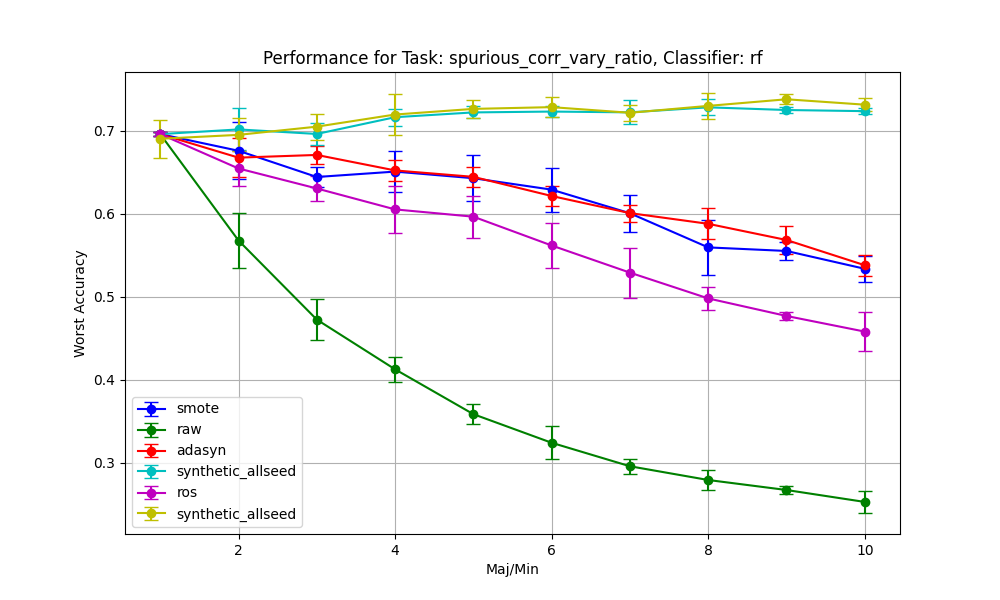 Performance for Task: spurious_corr_vary_ratio, Classifier: rf
Worst Accuracy
0.7
0.6
0.5
0.4
0.3
smote
raw
adasyn
synthetic_allseed
ros
synthetic_allseed
2
4
6
8
10
Maj/Min